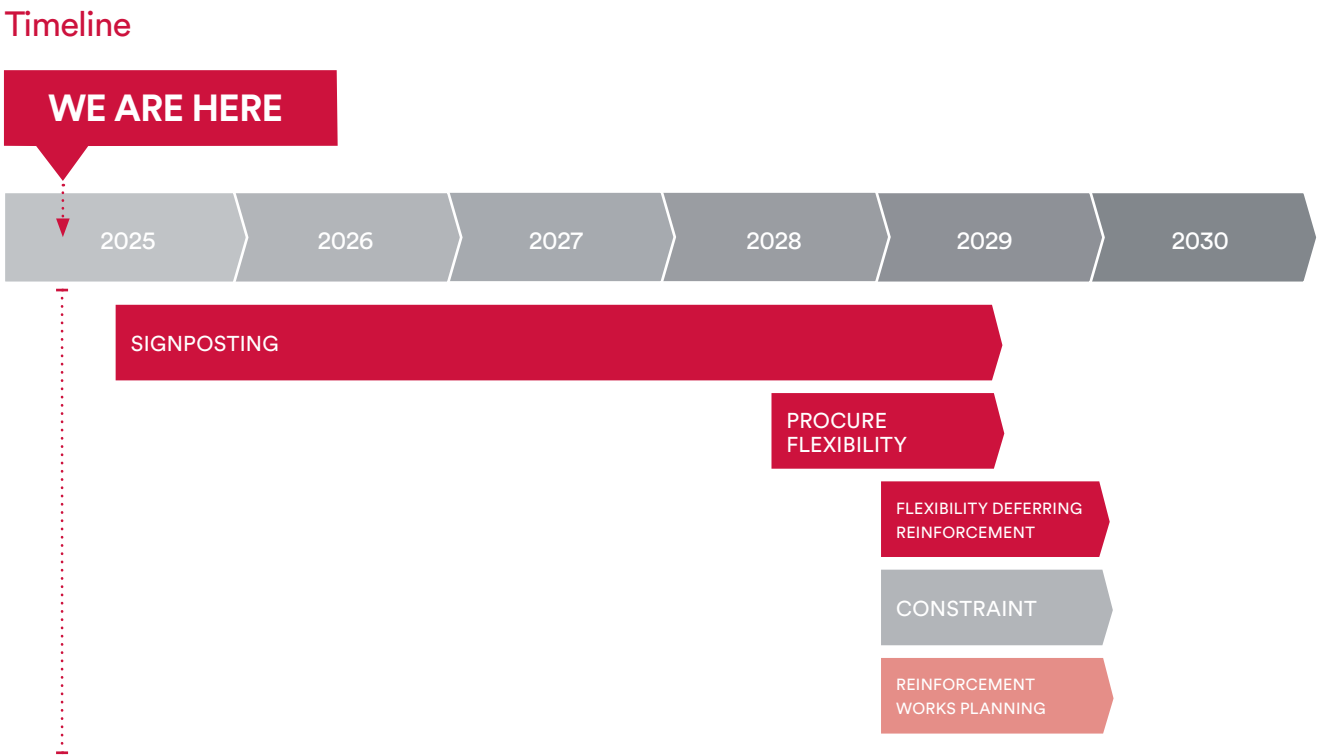 Timeline
WE ARE HERE
2025
2026
2027
2028
2029
2030
SIGNPOSTING
PROCURE
FLEXIBILITY
FLEXIBILITY DEFERRING
REINFORCEMENT
CONSTRAINT
REINFORCEMENT
WORKS PLANNING